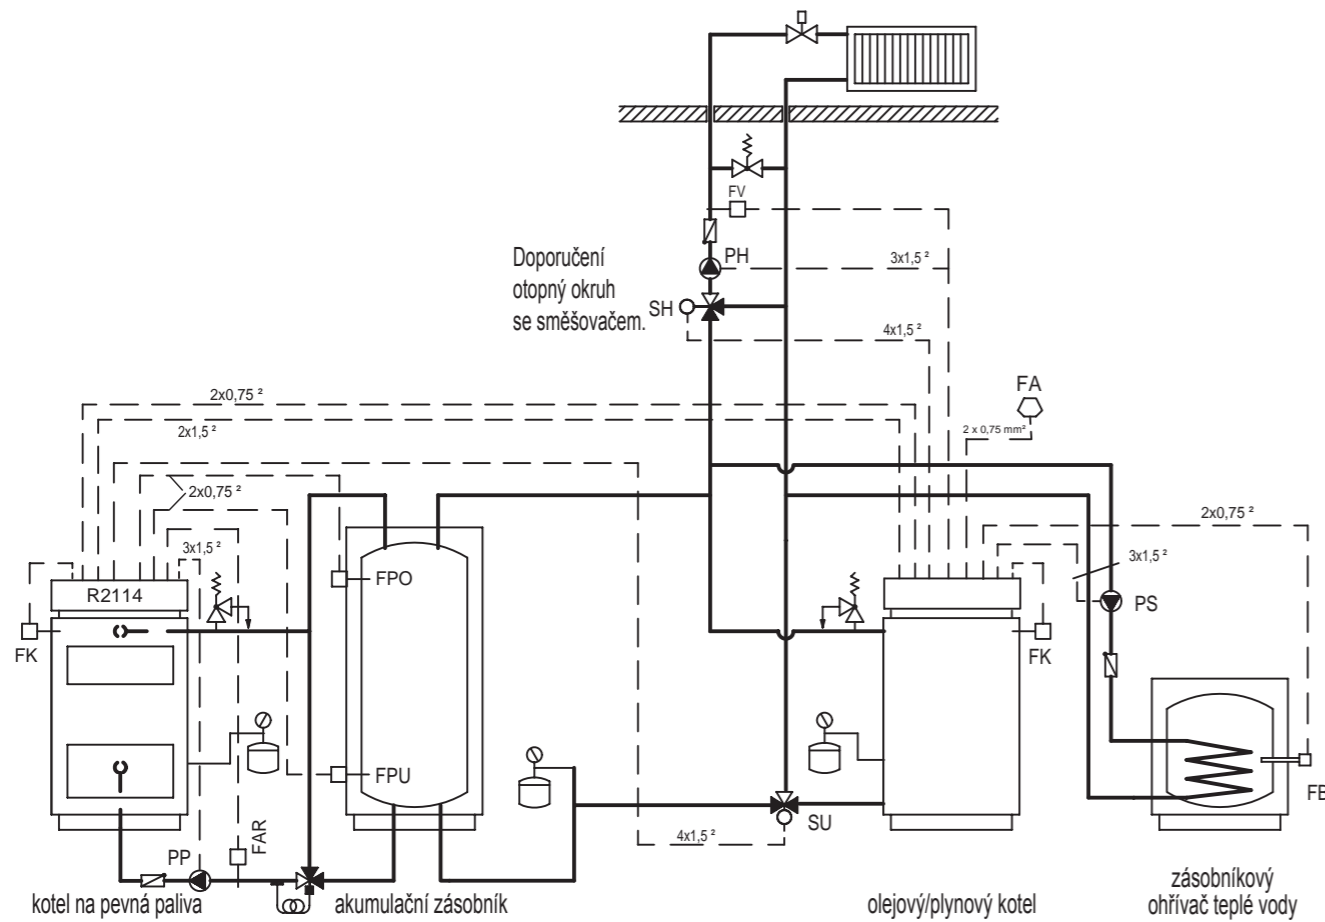 FV
Doporučení
otopný okruh
se směšovačem.
PH
3x1,5 ²
SH
4x1,5 ²
FA
2x0,75 ²
2x1,5 ²
2 x 0,75 mm²
2x0,75 ²
2x0,75 ²
3x1,5 ²
3x1,5 ²
R2114
FPO
PS
FK
FK
FPU
FB
SU
4x1,5 ²
FAR
PP
kotel na pevná paliva
akumulační zásobník
olejový/plynový kotel
zásobníkový
ohřívač teplé vody